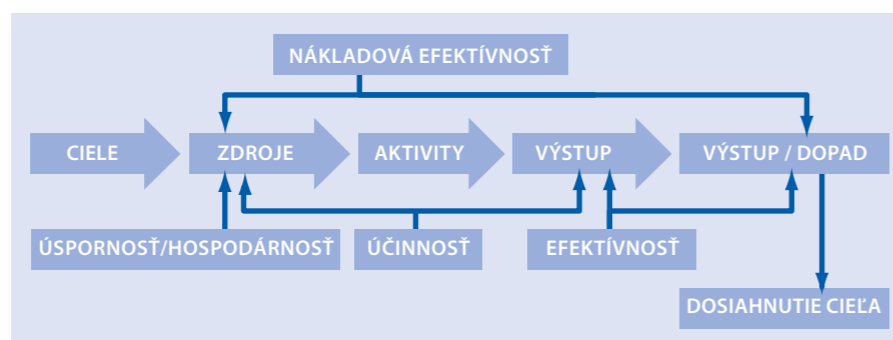 NÁKLADOVÁ EFEKTÍVNOSŤ
CIELE
ZDROJE
AKTIVITY
VÝSTUP
VÝSTUP / DOPAD
ÚSPORNOSŤ/HOSPODÁRNOSŤ
ÚČINNOSŤ
EFEKTÍVNOSŤ
DOSIAHNUTIE CIEĽA